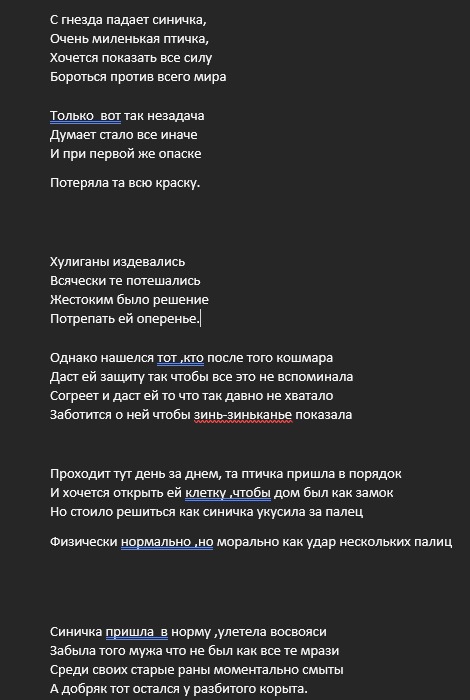 С гнезда падает синичка,
Очень миленькая птичка,
Хочется показать все силу
Бороться против всего мира
Только  вот так незадача
Думает стало все иначе
И при первой же опаске
Потеряла та всю краску.
Хулиганы издевались
Всячески те потешались
Жестоким было решение
Потрепать ей оперенье.
Однако нашелся тот ,кто после того кошмара
Даст ей защиту так чтобы все это не вспоминала
Согреет и даст ей то что так давно не хватало
Заботится о ней чтобы зинь-зиньканье показала
Проходит тут день за днем, та птичка пришла в порядок
И хочется открыть ей клетку ,чтобы дом был как замок
Но стоило решиться как синичка укусила за палец
Физически нормально ,но морально как удар нескольких палиц
Синичка пришла  в норму ,улетела восвояси
Забыла того мужа что не был как все те мрази
Среди своих старые раны моментально смыты
А добряк тот остался у разбитого корыта.